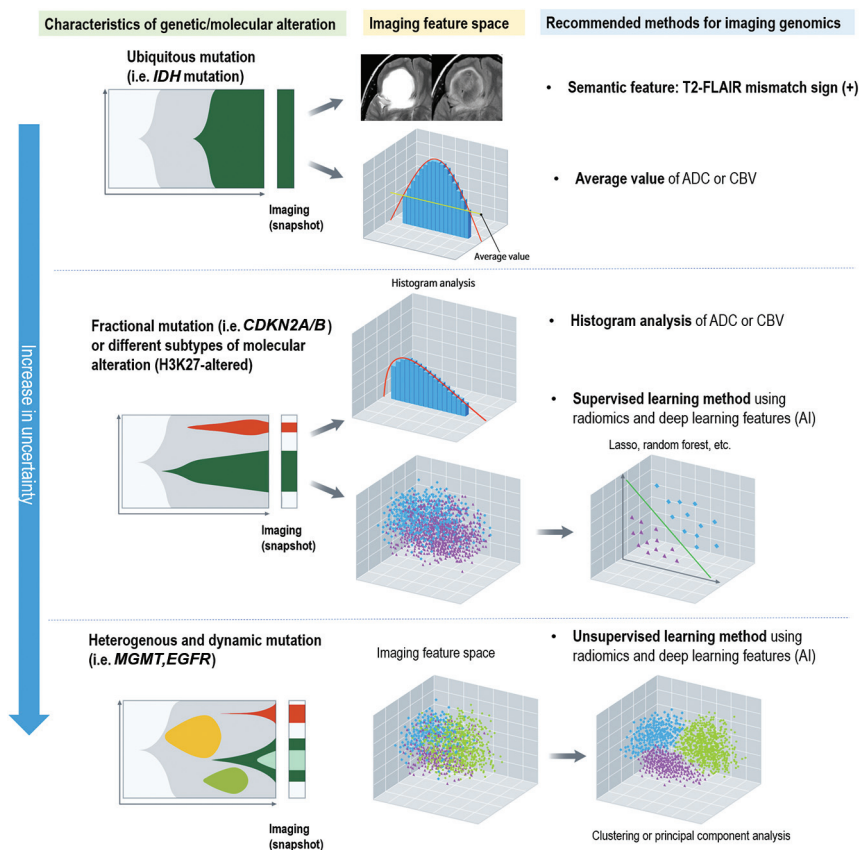 Characteristics of genetic/molecular alteration
Imaging feature space
Recommended methods for imaging genomics
Ubiquitous mutation
(i.e. IDH mutation)
Imaging
(snapshot)
Average value
• Semantic feature: T2-FLAIR mismatch sign (+)
• Average value of ADC or CBV
Increase in uncertainty
Fractional mutation (i.e. CDKN2A/B)
or different subtypes of molecular
alteration (H3K27-altered)
Imaging
(snapshot)
Histogram analysis
• Histogram analysis of ADC or CBV
• Supervised learning method using
radiomics and deep learning features (AI)
Lasso, random forest, etc.
Heterogenous and dynamic mutation
(i.e. MGMT,EGFR)
Imaging
(snapshot)
Imaging feature space
• Unsupervised learning method using
radiomics and deep learning features (AI)
Clustering or principal component analysis